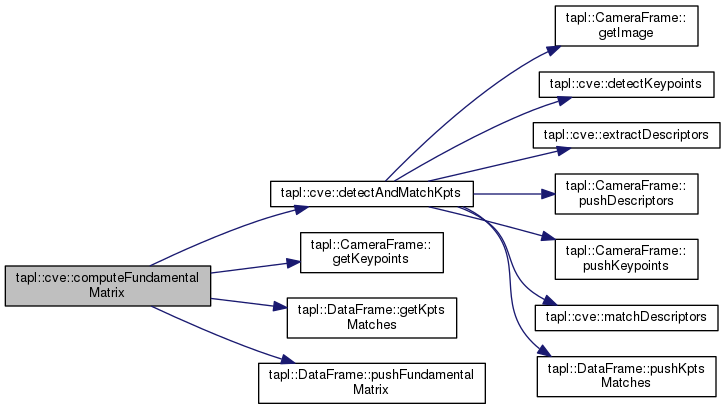 tapl::cve::computeFundamental
Matrix
tapl::cve::detectAndMatchKpts
tapl::CameraFrame::
getKeypoints
tapl::DataFrame::getKpts
Matches
tapl::DataFrame::pushFundamental
Matrix
tapl::CameraFrame::
getImage
tapl::cve::detectKeypoints
tapl::cve::extractDescriptors
tapl::CameraFrame::
pushDescriptors
tapl::CameraFrame::
pushKeypoints
tapl::cve::matchDescriptors
tapl::DataFrame::pushKpts
Matches